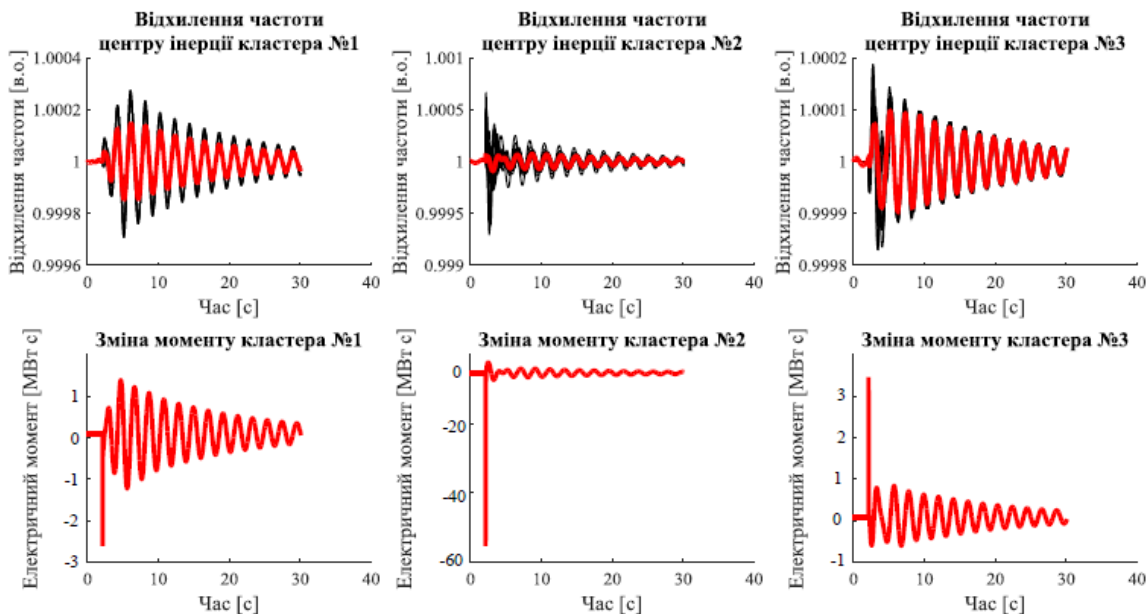 Відхилення частоти
центру інерції кластера №1
Відхилення частоти [в.о.]
1.0004
1.0002
1
0.9998
0.9996
0 10 20 30 40
Час [с]
Відхилення частоти
центру інерції кластера №2
Відхилення частоти [в.о.]
1.001
1.0005
1
0.9995
0.999
0 10 20 30 40
Час [с]
Відхилення частоти
центру інерції кластера №3
Відхилення частоти [в.о.]
1.0002
1.0001
1
0.9999
0.9998
0 10 20 30 40
Час [с]
Зміна моменту кластера №1
Електричний момент [МВт с]
1
0
-1
-2
-3
0 10 20 30 40
Час [с]
Зміна моменту кластера №2
Електричний момент [МВт с]
0
-20
-40
-60
0 10 20 30 40
Час [с]
Зміна моменту кластера №3
Електричний момент [МВт с]
3
2
1
0
-1
0 10 20 30 40
Час [с]